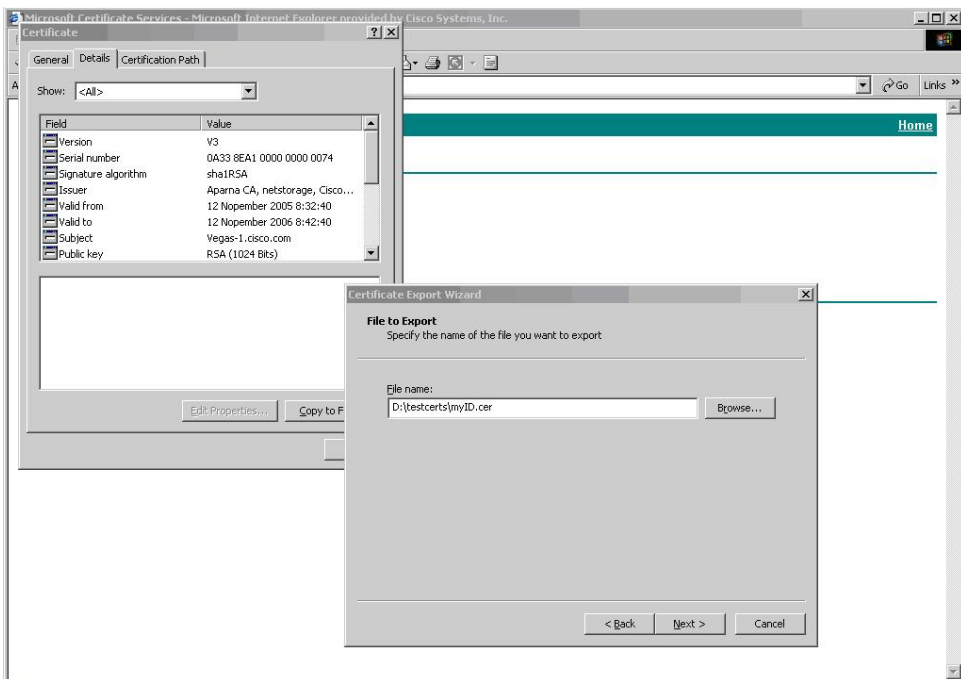 Microsoft Certificate Services - Microsoft Internet Explorer provided by Cisco Systems, Inc.
Certificate
General Details Certification Path
Show: <All>
Field Value
Version V3
Serial number 0A33 8EA1 0000 0000 0074
Signature algorithm sha1RSA
Issuer Aparna CA, netstorage, Cisco...
Valid from 12 Nopember 2005 8:32:40
Valid to 12 Nopember 2006 8:42:40
Subject Vegas-1.cisco.com
Public key RSA (1024 Bits)
Edit Properties... Copy to F
Go Links »
Home
Certificate Export Wizard
File to Export
Specify the name of the file you want to export
File name:
D:\testcerts\myID.cer Browse...
< Back Next > Cancel